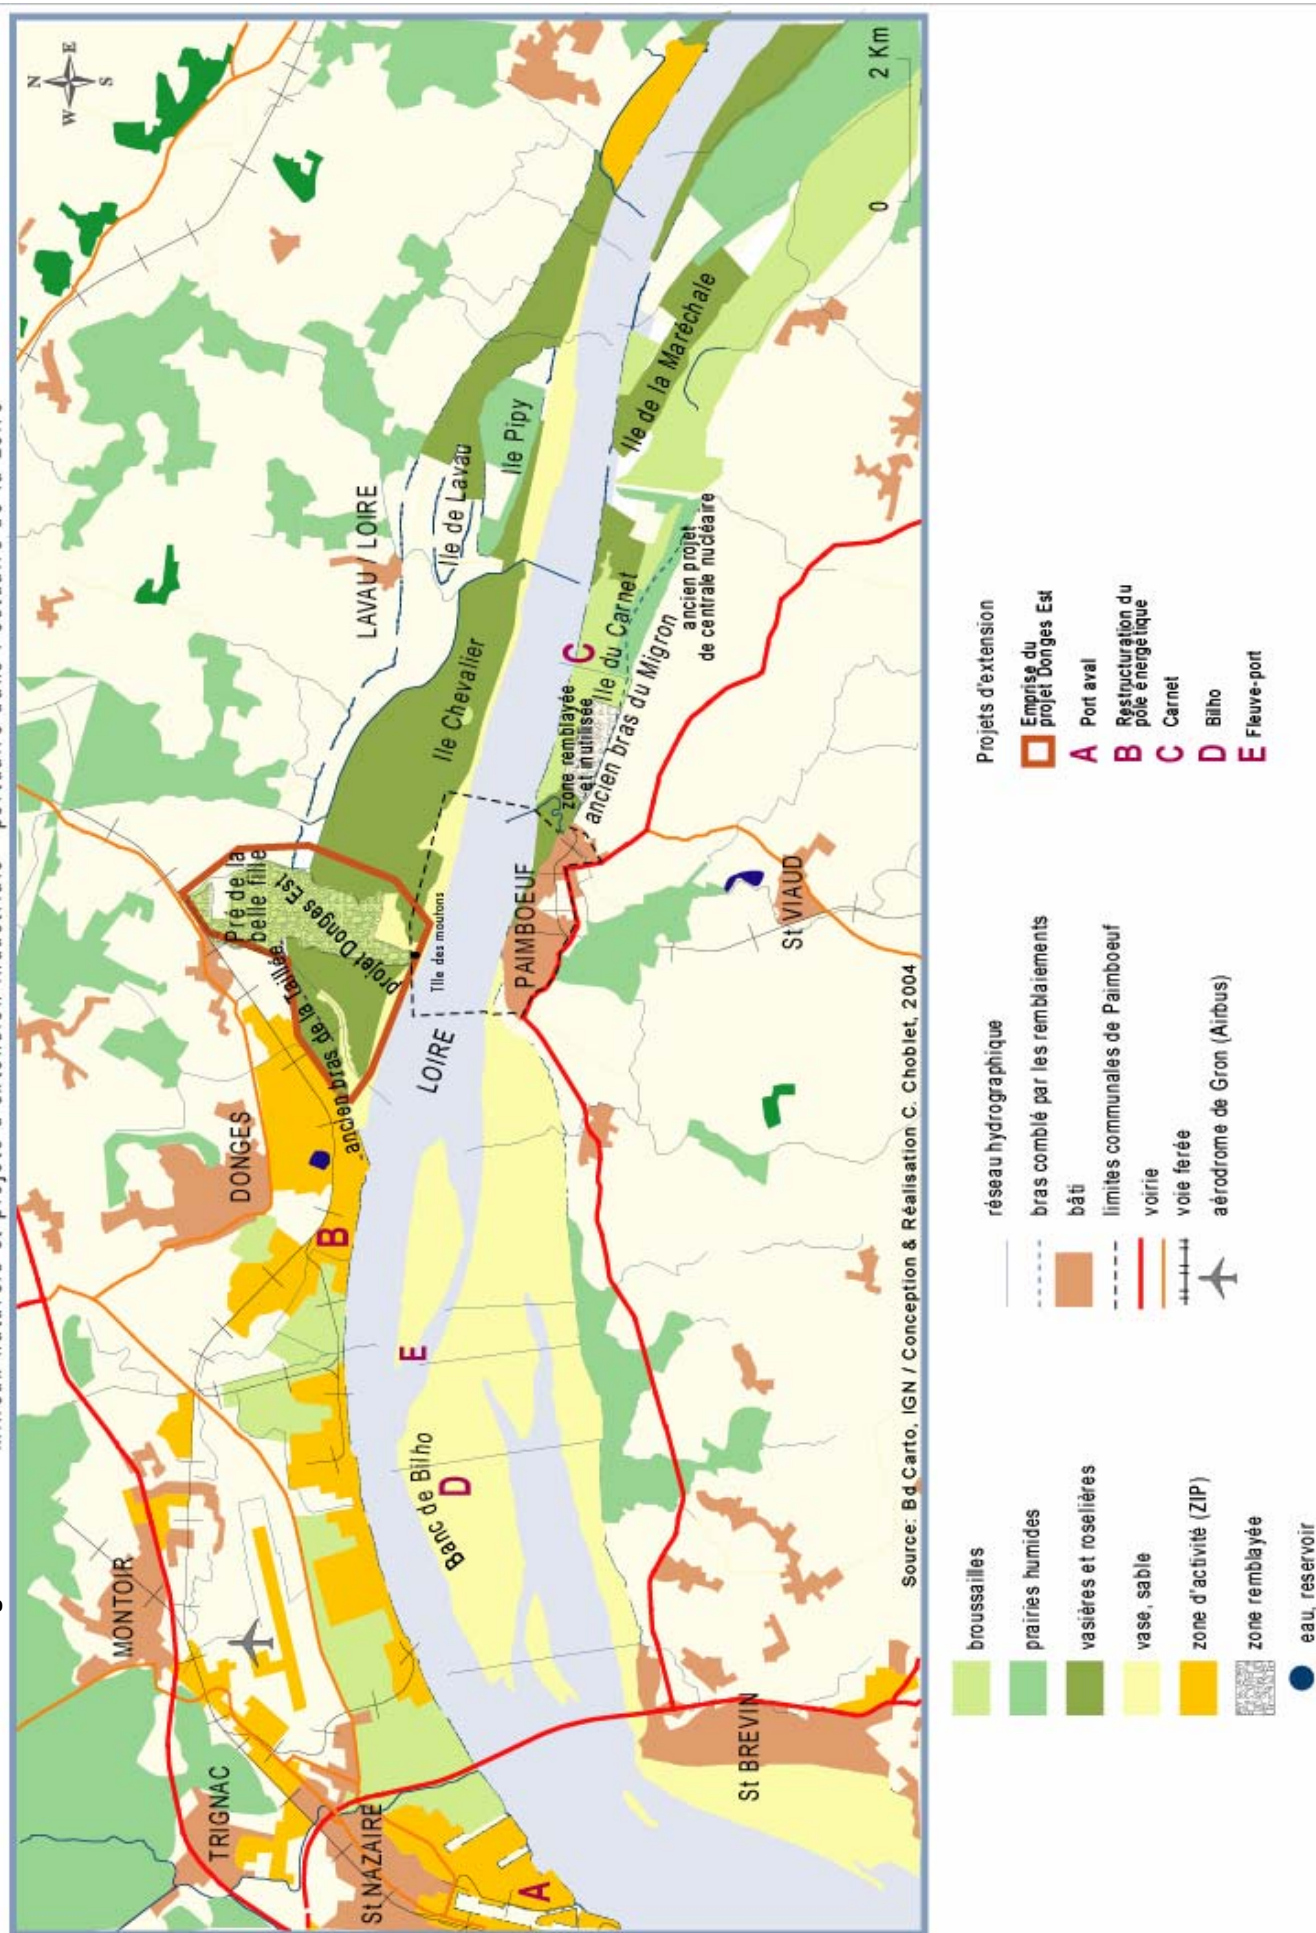 N
W
E
S
MONTOIR
TRIGNAC
St NAZAIRE
A
DONGES
B
Pré de la
belle fille
projet Donges Est
ancien bras de la Taillée
LAVAU / LOIRE
Ile de Lavau
Ile Pipy
Ile Chevalier
Tile des moutons
LOIRE
E
Banc de Bilho
D
C
Ile du Carnet
zone remblayée
et inutilisée
ancien bras du Migron
ancien projet
de centrale nucléaire
Ile de la Maréchale
PAIMBOEUF
St VIAUD
St BREVIN
0
2 Km
Source: Bd Carto, IGN / Conception & Réalisation C. Choblet, 2004
broussailles
prairies humides
vasières et roselières
vase, sable
zone d'activité (ZIP)
zone remblayée
eau, reservoir
réseau hydrographique
bras comblé par les remblaiements
bâti
limites communales de Paimboeuf
voirie
voie ferée
aérodrome de Gron (Airbus)
Projets d'extension
Emprise du
projet Donges Est
A Port aval
B Restructuration du
pôle énergétique
C Carnet
D Bilho
E Fleuve-port